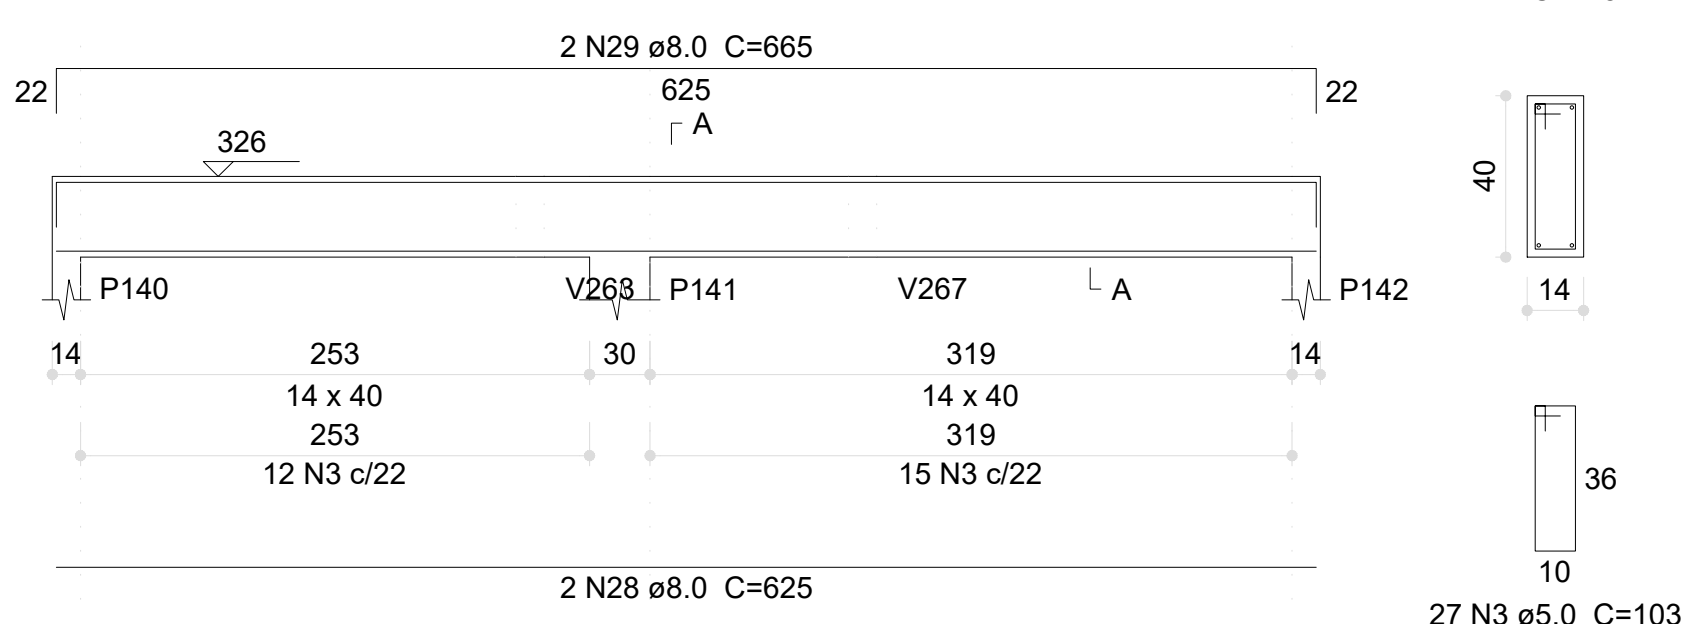 2 N29 ø8.0 C=665
22
625
22
A
326
40
P140
V263
P141
V267
A
P142
14
14
253
30
319
14
14 x 40
14 x 40
253
319
12 N3 c/22
15 N3 c/22
36
10
2 N28 ø8.0 C=625
27 N3 ø5.0 C=103